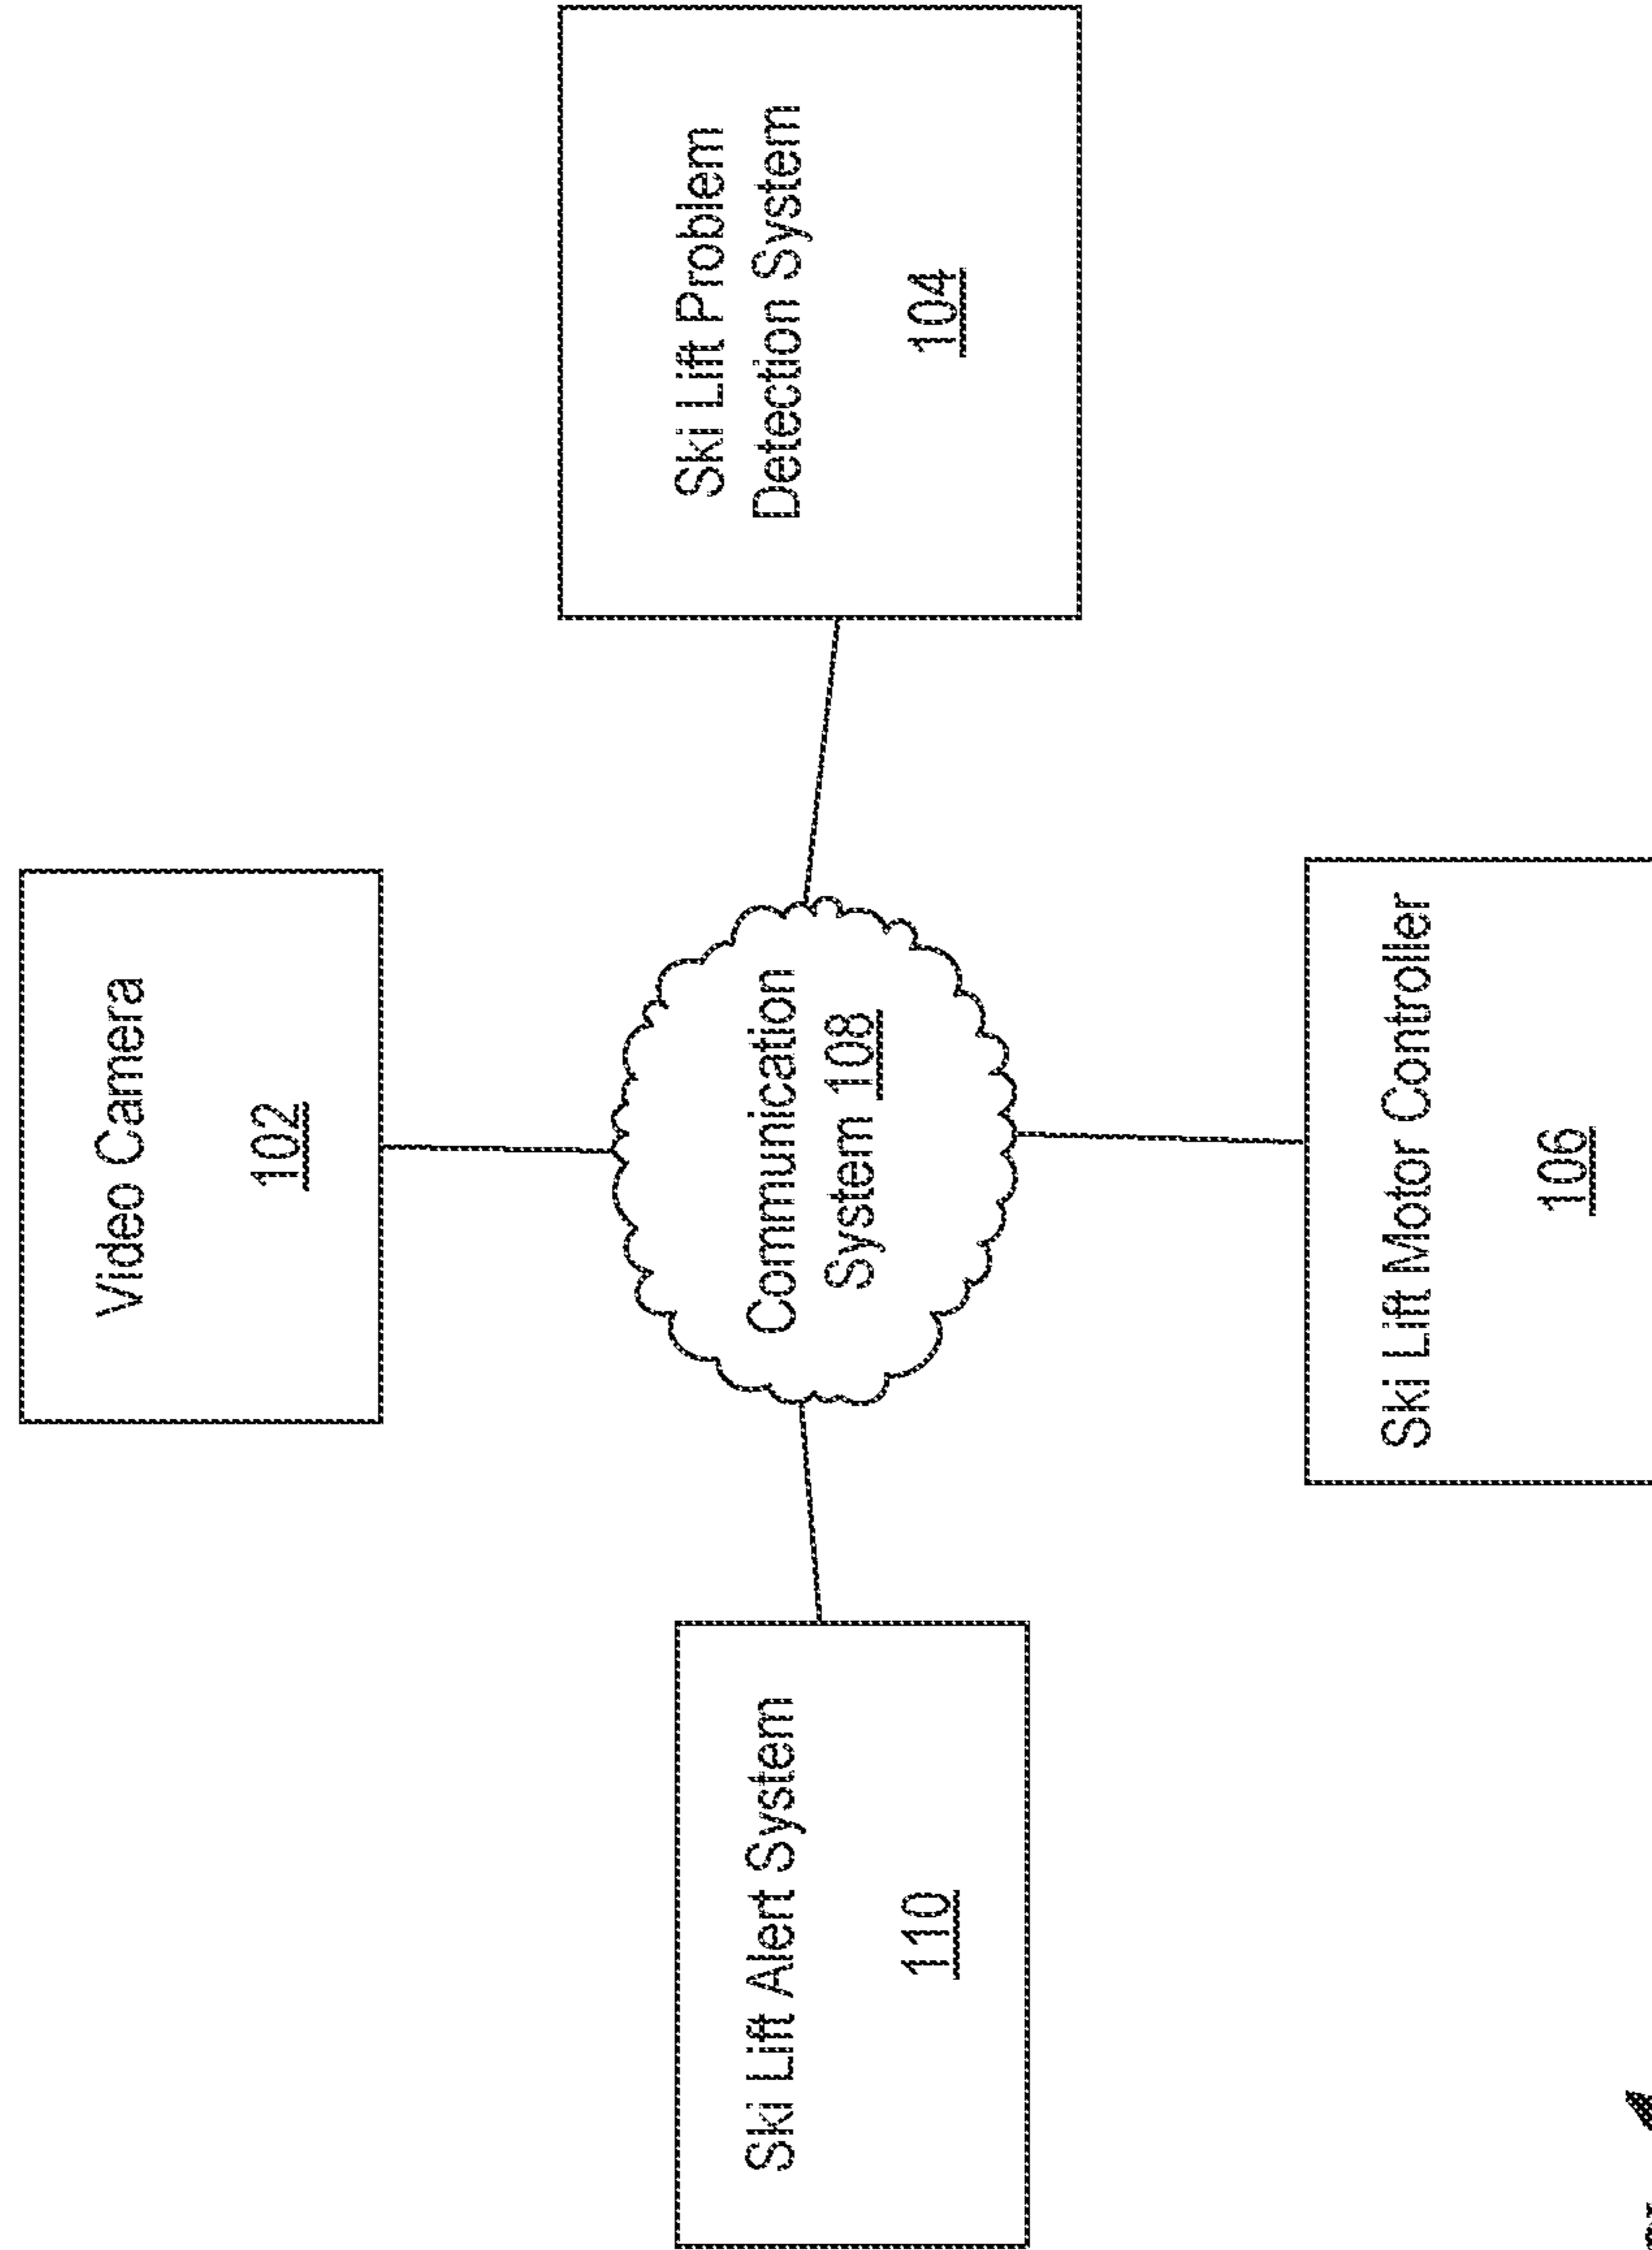 Video Camera
102
Ski Lift Problem
Detection System
104
Communication
System 108
Ski Lift Alert System
110
Ski Lift Motor Controller
106